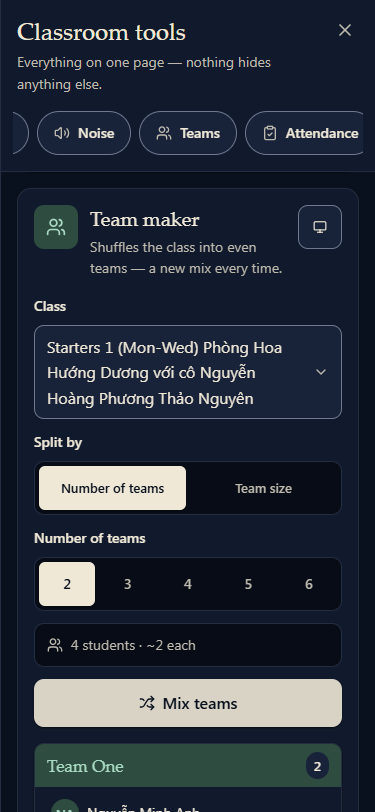 Classroom tools
Everything on one page — nothing hides
anything else.
Noise
Teams
Attendance
Team maker
Shuffles the class into even
teams — a new mix every time.
Class
Starters 1 (Mon-Wed) Phòng Hoa
Hướng Dương với cô Nguyễn
Hoàng Phương Thảo Nguyên
Split by
Number of teams
Team size
Number of teams
2
3
4
5
6
4 students · ~2 each
Mix teams
Team One
2
Nguyễn Minh Anh